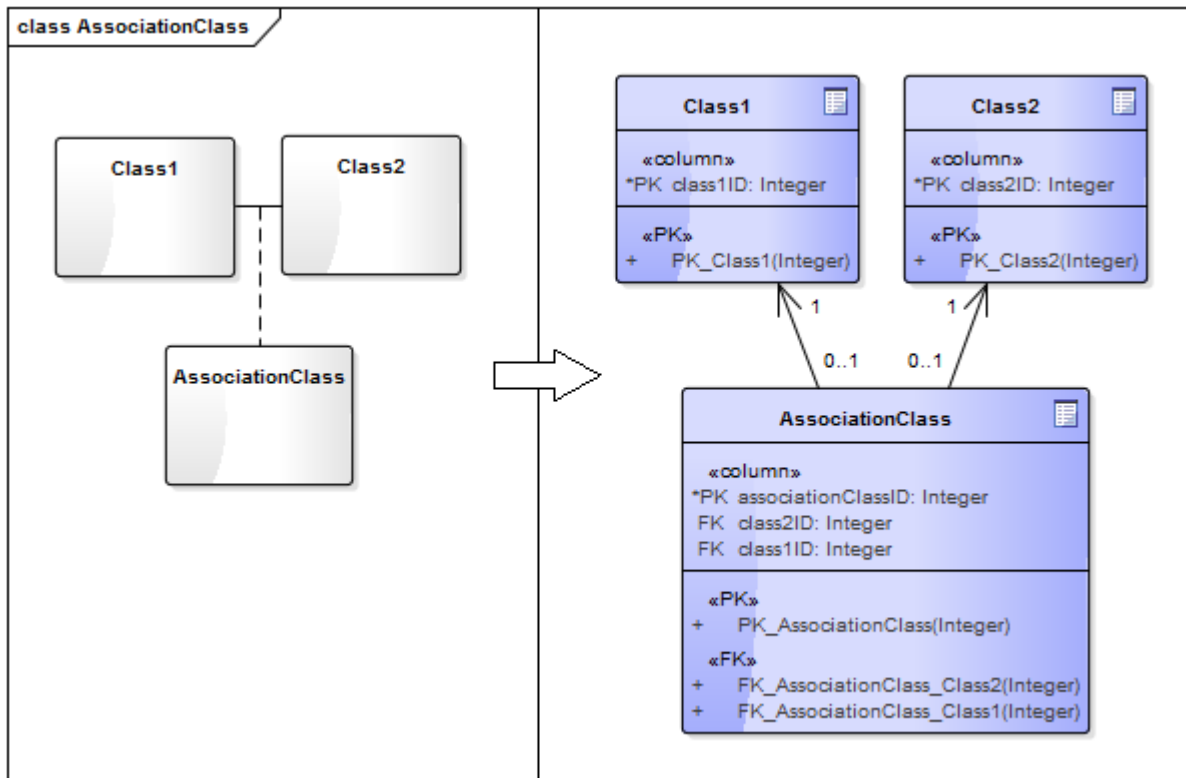 class AssociationClass
Class1
Class2
AssociationClass
Class1
«column»
*PK class1ID: Integer
«PK»
+ PK_Class1(Integer)
Class2
«column»
*PK class2ID: Integer
«PK»
+ PK_Class2(Integer)
1
1
0..1
0..1
AssociationClass
«column»
*PK associationClassID: Integer
FK class2ID: Integer
FK class1ID: Integer
«PK»
+ PK_AssociationClass(Integer)
«FK»
+ FK_AssociationClass_Class2(Integer)
+ FK_AssociationClass_Class1(Integer)